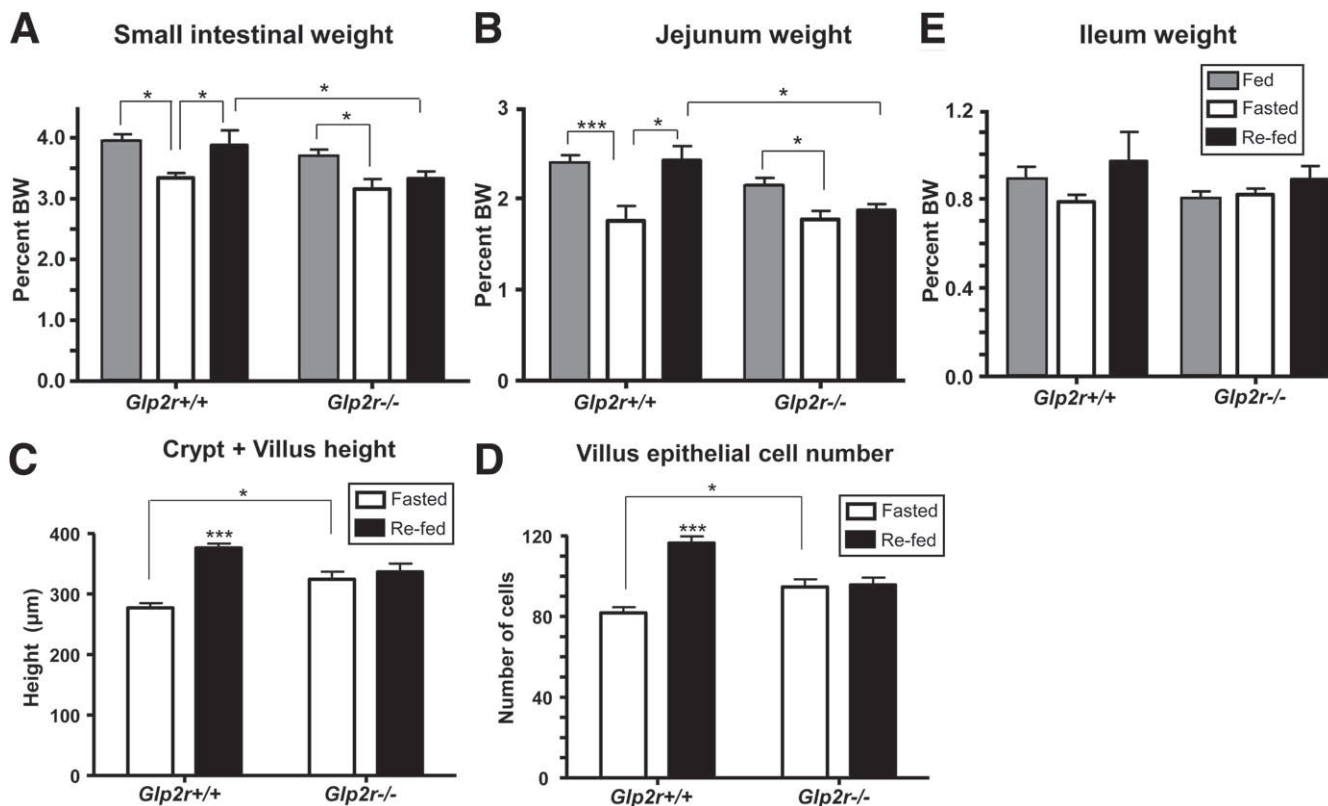 A
Small intestinal weight
Percent BW
4.0
3.0
2.0
1.0
0.0
*
*
*
*
Glp2r+/+
Glp2r-/-
B
Jejunum weight
Percent BW
3
2
1
0
***
*
*
*
Glp2r+/+
Glp2r-/-
E
Ileum weight
Fed
Fasted
Re-fed
Percent BW
1.2
0.8
0.4
0.0
Glp2r+/+
Glp2r-/-
C
Crypt + Villus height
Fasted
Re-fed
Height (µm)
400
300
200
100
0
*
***
Glp2r+/+
Glp2r-/-
D
Villus epithelial cell number
Fasted
Re-fed
Number of cells
120
80
40
0
*
***
Glp2r+/+
Glp2r-/-